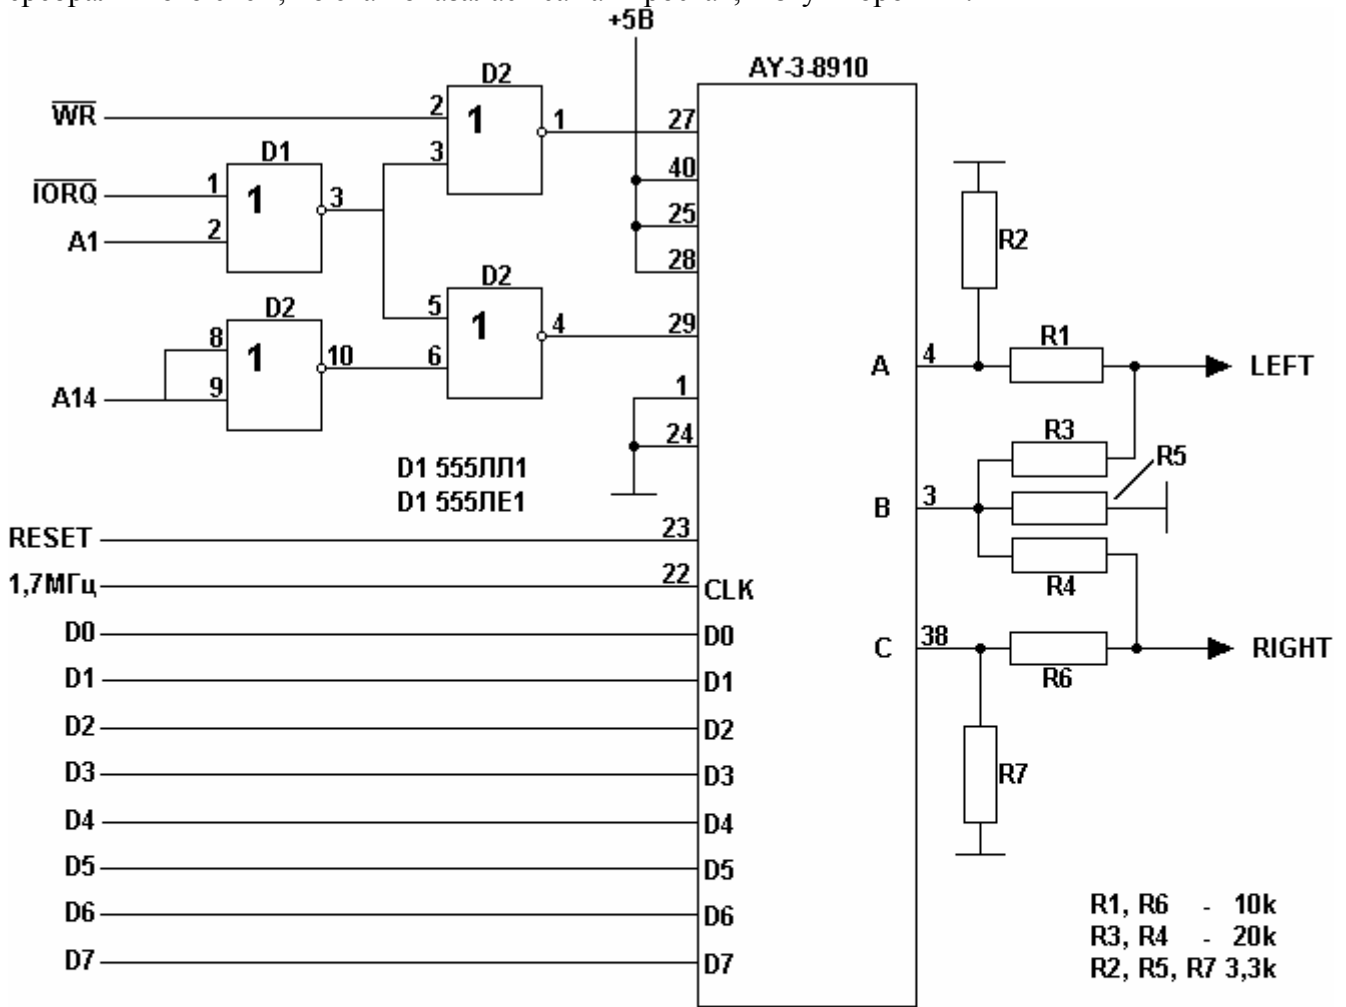 +5В
AY-3-8910
D2
WR
2
1
1
27
D1
3
40
IORQ
1
1
3
25
R2
A1
2
28
D2
D2
5
8
1
4
29
1
10
6
R1
A
4
LEFT
A14
9
1
R3
24
R5
D1 555ЛЛ1
D1 555ЛЕ1
B
3
RESET
23
1,7МГц
22
CLK
R4
D0
D0
C
38
RIGHT
D1
D1
R6
D2
D2
D3
D3
R7
D4
D4
D5
D5
D6
D6
D7
D7
R1, R6 - 10k
R3, R4 - 20k
R2, R5, R7 3,3k